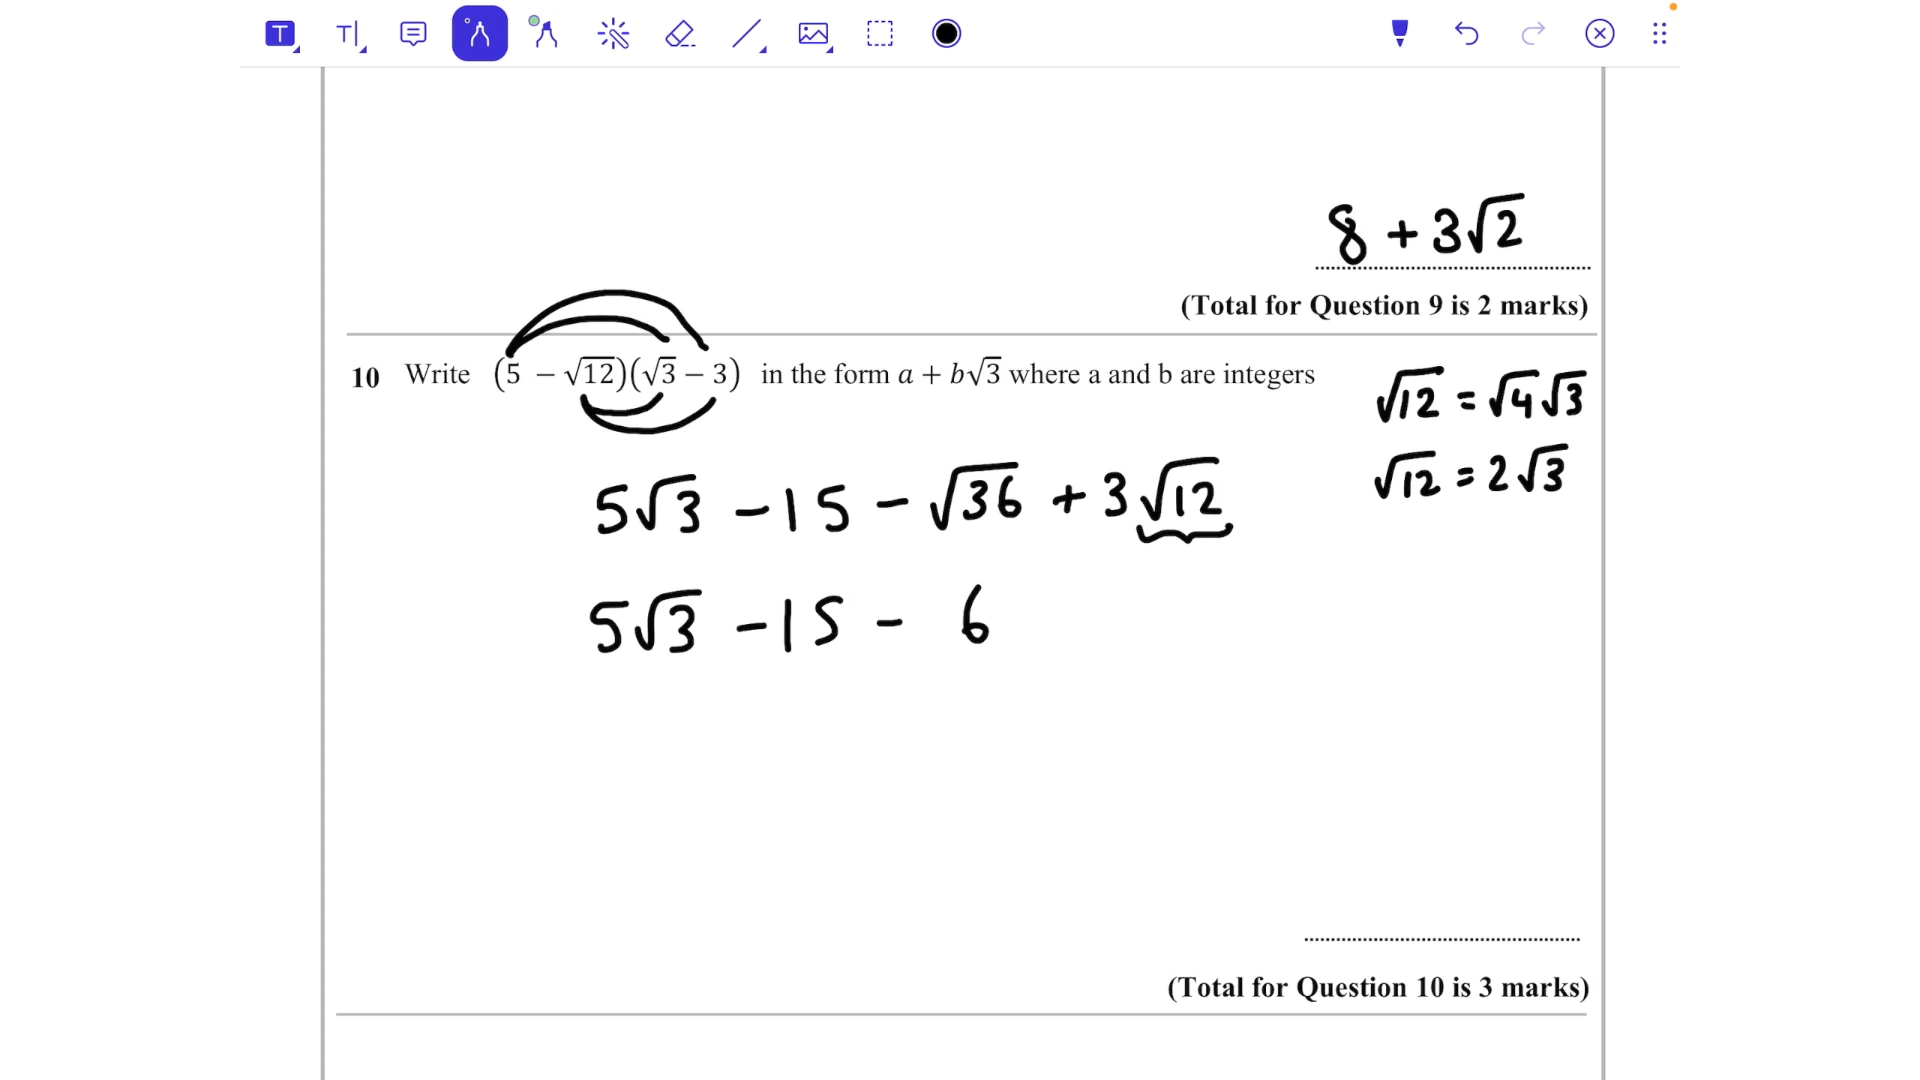 T T|
8 + 3√2
(Total for Question 9 is 2 marks)
10 Write (5 − √12)(√3 − 3) in the form a + b√3 where a and b are integers
√12 = √4√3
√12 = 2√3
5√3 − 15 − √36 + 3√12
5√3 − 15 − 6
(Total for Question 10 is 3 marks)